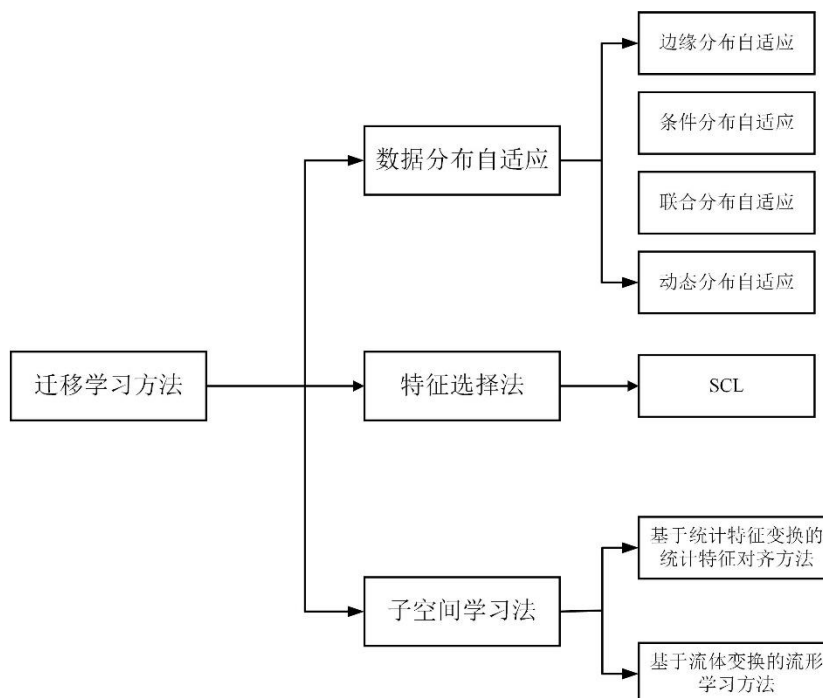 迁移学习方法
数据分布自适应
边缘分布自适应
条件分布自适应
联合分布自适应
动态分布自适应
特征选择法
SCL
子空间学习法
基于统计特征变换的
统计特征对齐方法
基于流体变换的流形
学习方法